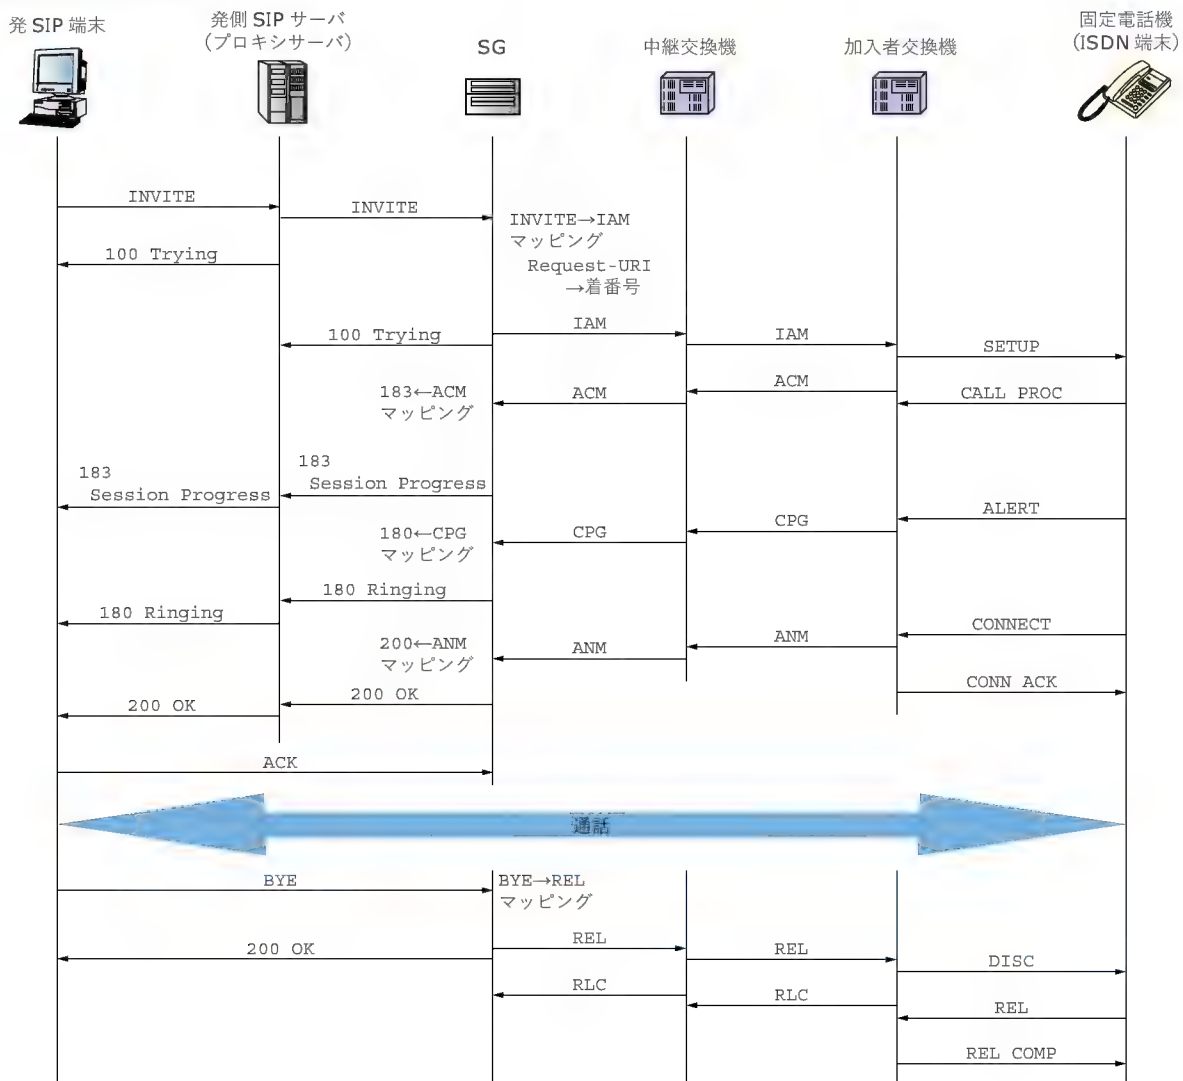 発 SIP 端末
発側 SIP サーバ
(プロキシサーバ)
SG
中継交換機
加入者交換機
固定電話機
(ISDN 端末)
INVITE
INVITE
INVITE→IAM
マッピング
Request-URI
→着番号
100 Trying
IAM
100 Trying
IAM
SETUP
ACM
183←ACM
マッピング
ACM
CALL PROC
183
Session Progress
183
Session Progress
ALERT
CPG
180←CPG
マッピング
CPG
180 Ringing
180 Ringing
CONNECT
ANM
200←ANM
マッピング
ANM
CONN ACK
200 OK
200 OK
ACK
通話
BYE
BYE→REL
マッピング
REL
200 OK
REL
DISC
RLC
RLC
REL
REL COMP